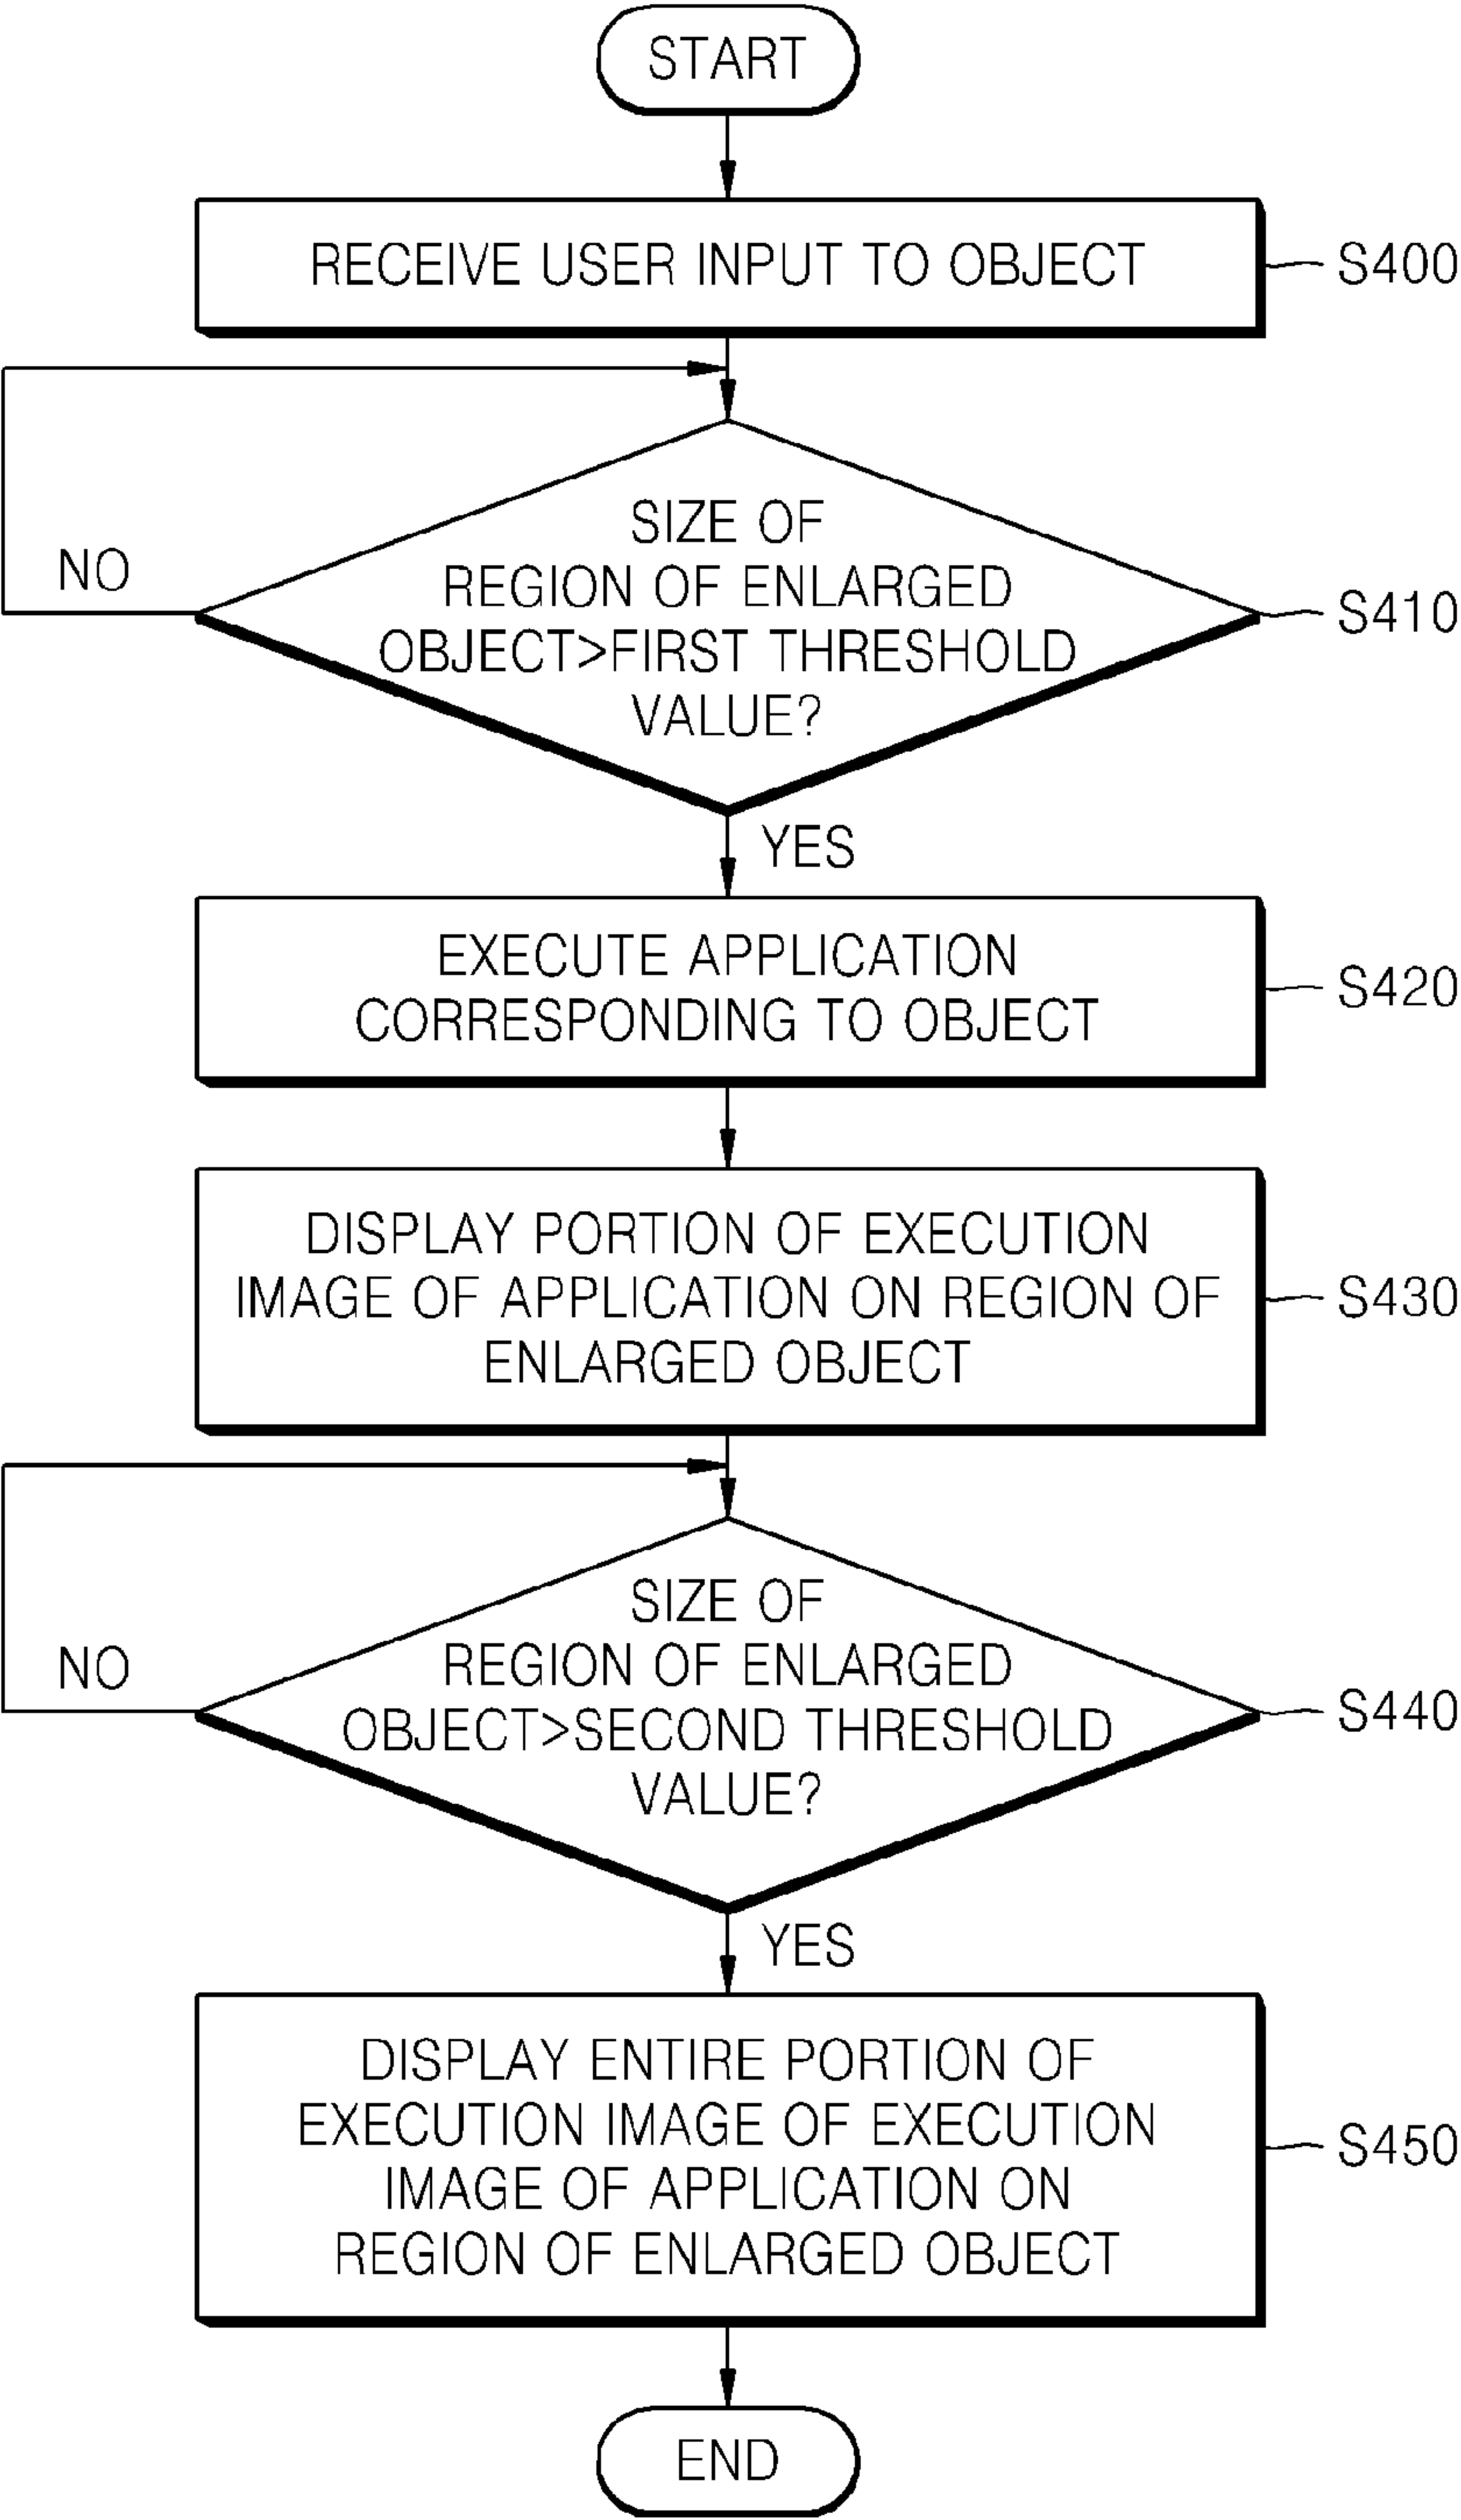 START
RECEIVE USER INPUT TO OBJECT
S400
SIZE OF
REGION OF ENLARGED
OBJECT>FIRST THRESHOLD
VALUE?
S410
NO
YES
EXECUTE APPLICATION
CORRESPONDING TO OBJECT
S420
DISPLAY PORTION OF EXECUTION
IMAGE OF APPLICATION ON REGION OF
ENLARGED OBJECT
S430
SIZE OF
REGION OF ENLARGED
OBJECT>SECOND THRESHOLD
VALUE?
S440
NO
YES
DISPLAY ENTIRE PORTION OF
EXECUTION IMAGE OF EXECUTION
IMAGE OF APPLICATION ON
REGION OF ENLARGED OBJECT
S450
END